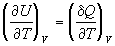 (∂U/∂T)_V = (δQ/∂T)_V